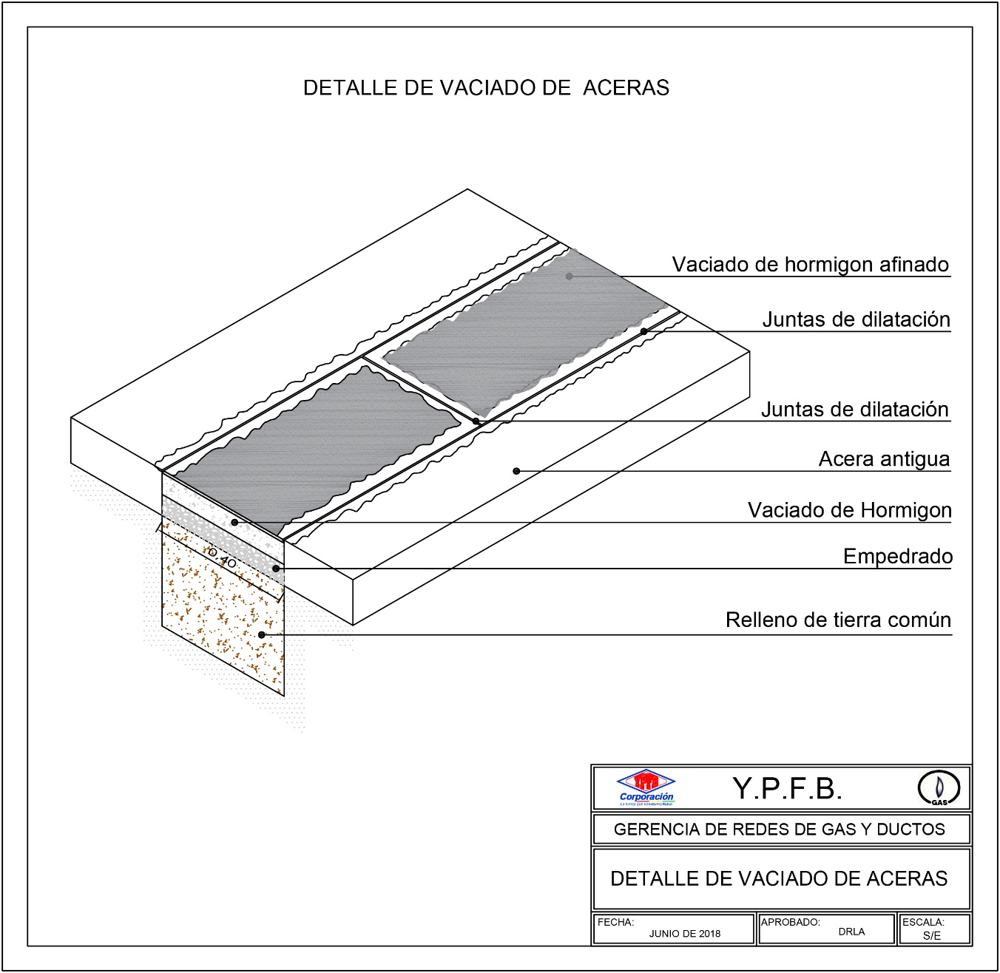 DETALLE DE VACIADO DE ACERAS
Vaciado de hormigon afinado
Juntas de dilatación
Juntas de dilatación
Acera antigua
Vaciado de Hormigon
Empedrado
Relleno de tierra común
0,40
YPFB
Corporación
Y.P.F.B.
GAS
GERENCIA DE REDES DE GAS Y DUCTOS
DETALLE DE VACIADO DE ACERAS
FECHA:
JUNIO DE 2018
APROBADO:
DRLA
ESCALA:
S/E